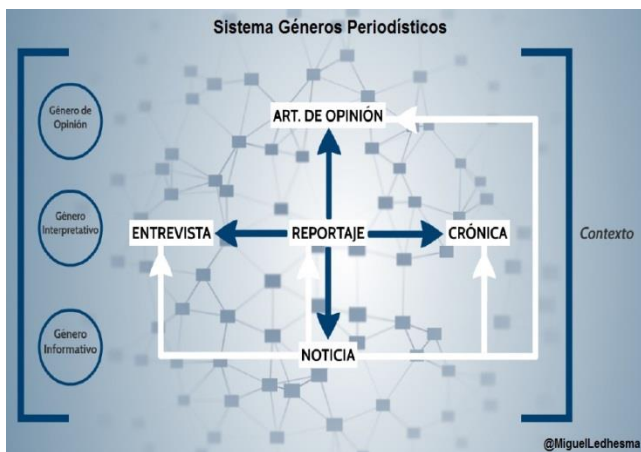 Sistema Géneros Periodísticos
Género de
Opinión
ART. DE OPINIÓN
Género
Interpretativo
ENTREVISTA
REPORTAJE
CRÓNICA
Contexto
Género
Informativo
NOTICIA
@MiguelLedhesma